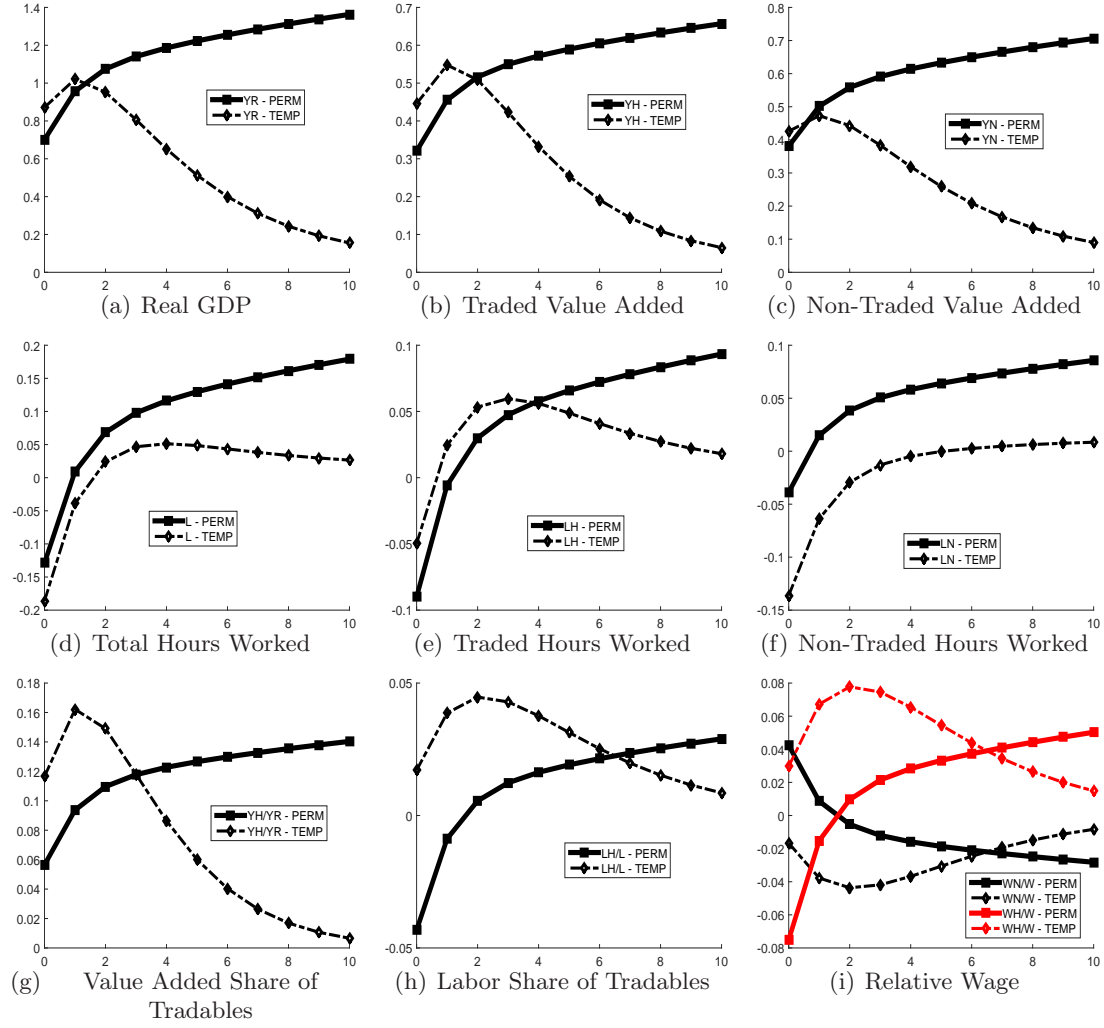 1.4
1.2
1
0.8
0.6
0.4
0.2
0
0 2 4 6 8 10
YR - PERM
YR - TEMP
(a) Real GDP
0.7
0.6
0.5
0.4
0.3
0.2
0.1
0
0 2 4 6 8 10
YH - PERM
YH - TEMP
(b) Traded Value Added
0.8
0.7
0.6
0.5
0.4
0.3
0.2
0.1
0
0 2 4 6 8 10
YN - PERM
YN - TEMP
(c) Non-Traded Value Added
0.2
0.15
0.1
0.05
0
-0.05
-0.1
-0.15
-0.2
0 2 4 6 8 10
L - PERM
L - TEMP
(d) Total Hours Worked
0.1
0.05
0
-0.05
-0.1
0 2 4 6 8 10
LH - PERM
LH - TEMP
(e) Traded Hours Worked
0.1
0.05
0
-0.05
-0.1
-0.15
0 2 4 6 8 10
LN - PERM
LN - TEMP
(f) Non-Traded Hours Worked
0.18
0.16
0.14
0.12
0.1
0.08
0.06
0.04
0.02
0
0 2 4 6 8 10
YH/YR - PERM
YH/YR - TEMP
(g) Value Added Share of
Tradables
0.05
0
-0.05
0 2 4 6 8 10
LH/L - PERM
LH/L - TEMP
(h) Labor Share of Tradables
0.08
0.06
0.04
0.02
0
-0.02
-0.04
-0.06
-0.08
0 2 4 6 8 10
WN/W - PERM
WN/W - TEMP
WH/W - PERM
WH/W - TEMP
(i) Relative Wage